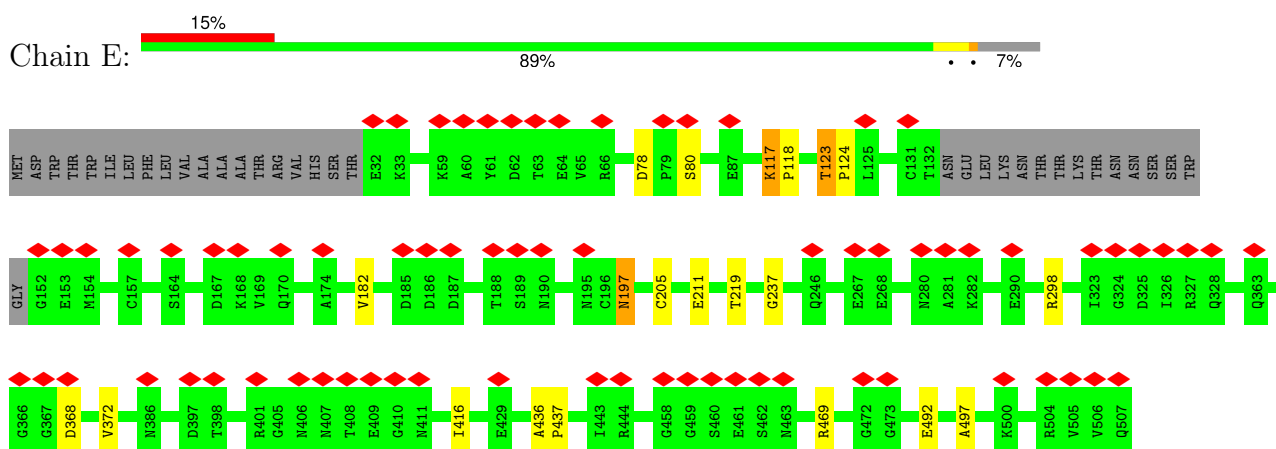 15%
Chain E:
89% • • 7%
MET ASP TRP THR TRP ILE LEU PHE LEU VAL ALA ALA ALA THR ARG VAL HIS SER THR E32 K33 K59 A60 Y61 D62 T63 E64 V65 R66 D78 P79 S80 E87 K117 P118 T123 P124 L125 C131 T132 ASN GLU LEU LYS ASN THR THR LYS THR ASN ASN SER SER TRP
GLY G152 E153 M154 C157 S164 D167 K168 V169 Q170 A174 V182 D185 D186 D187 T188 S189 N190 N195 C196 N197 C205 E211 T219 G237 Q246 E267 E268 N280 A281 K282 E290 R298 I323 G324 D325 I326 R327 Q328 Q363
G366 G367 D368 V372 N386 D397 T398 R401 G405 N406 N407 T408 E409 G410 N411 I416 E429 A436 P437 I443 R444 G458 G459 S460 E461 S462 N463 R469 G472 G473 E492 A497 K500 R504 V505 V506 Q507